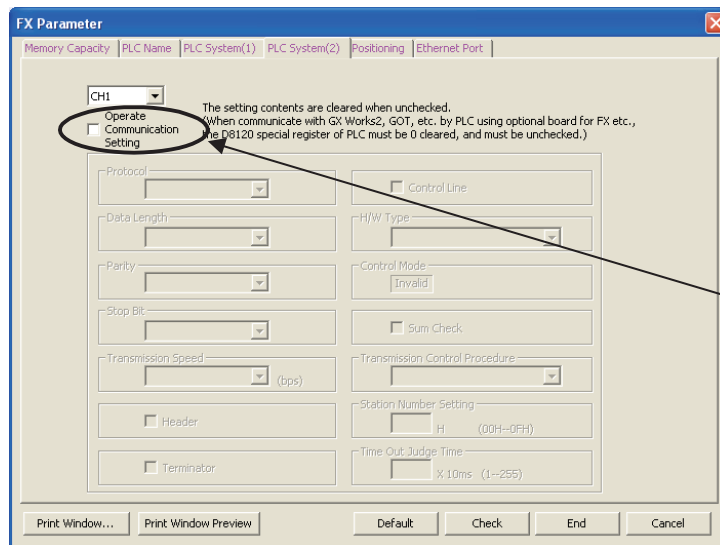 FX Parameter
Memory Capacity PLC Name PLC System(1) PLC System(2) Positioning Ethernet Port
CH1
Operate
Communication
Setting
The setting contents are cleared when unchecked.
(When communicate with GX Works2, GOT, etc. by PLC using optional board for FX etc.,
the D8120 special register of PLC must be 0 cleared, and must be unchecked.)
Protocol
Control Line
Data Length
H/W Type
Parity
Control Mode
Invalid
Stop Bit
Sum Check
Transmission Speed
(bps)
Transmission Control Procedure
Header
Station Number Setting
H (00H--0FH)
Terminator
Time Out Judge Time
X 10ms (1--255)
Print Window... Print Window Preview Default Check End Cancel